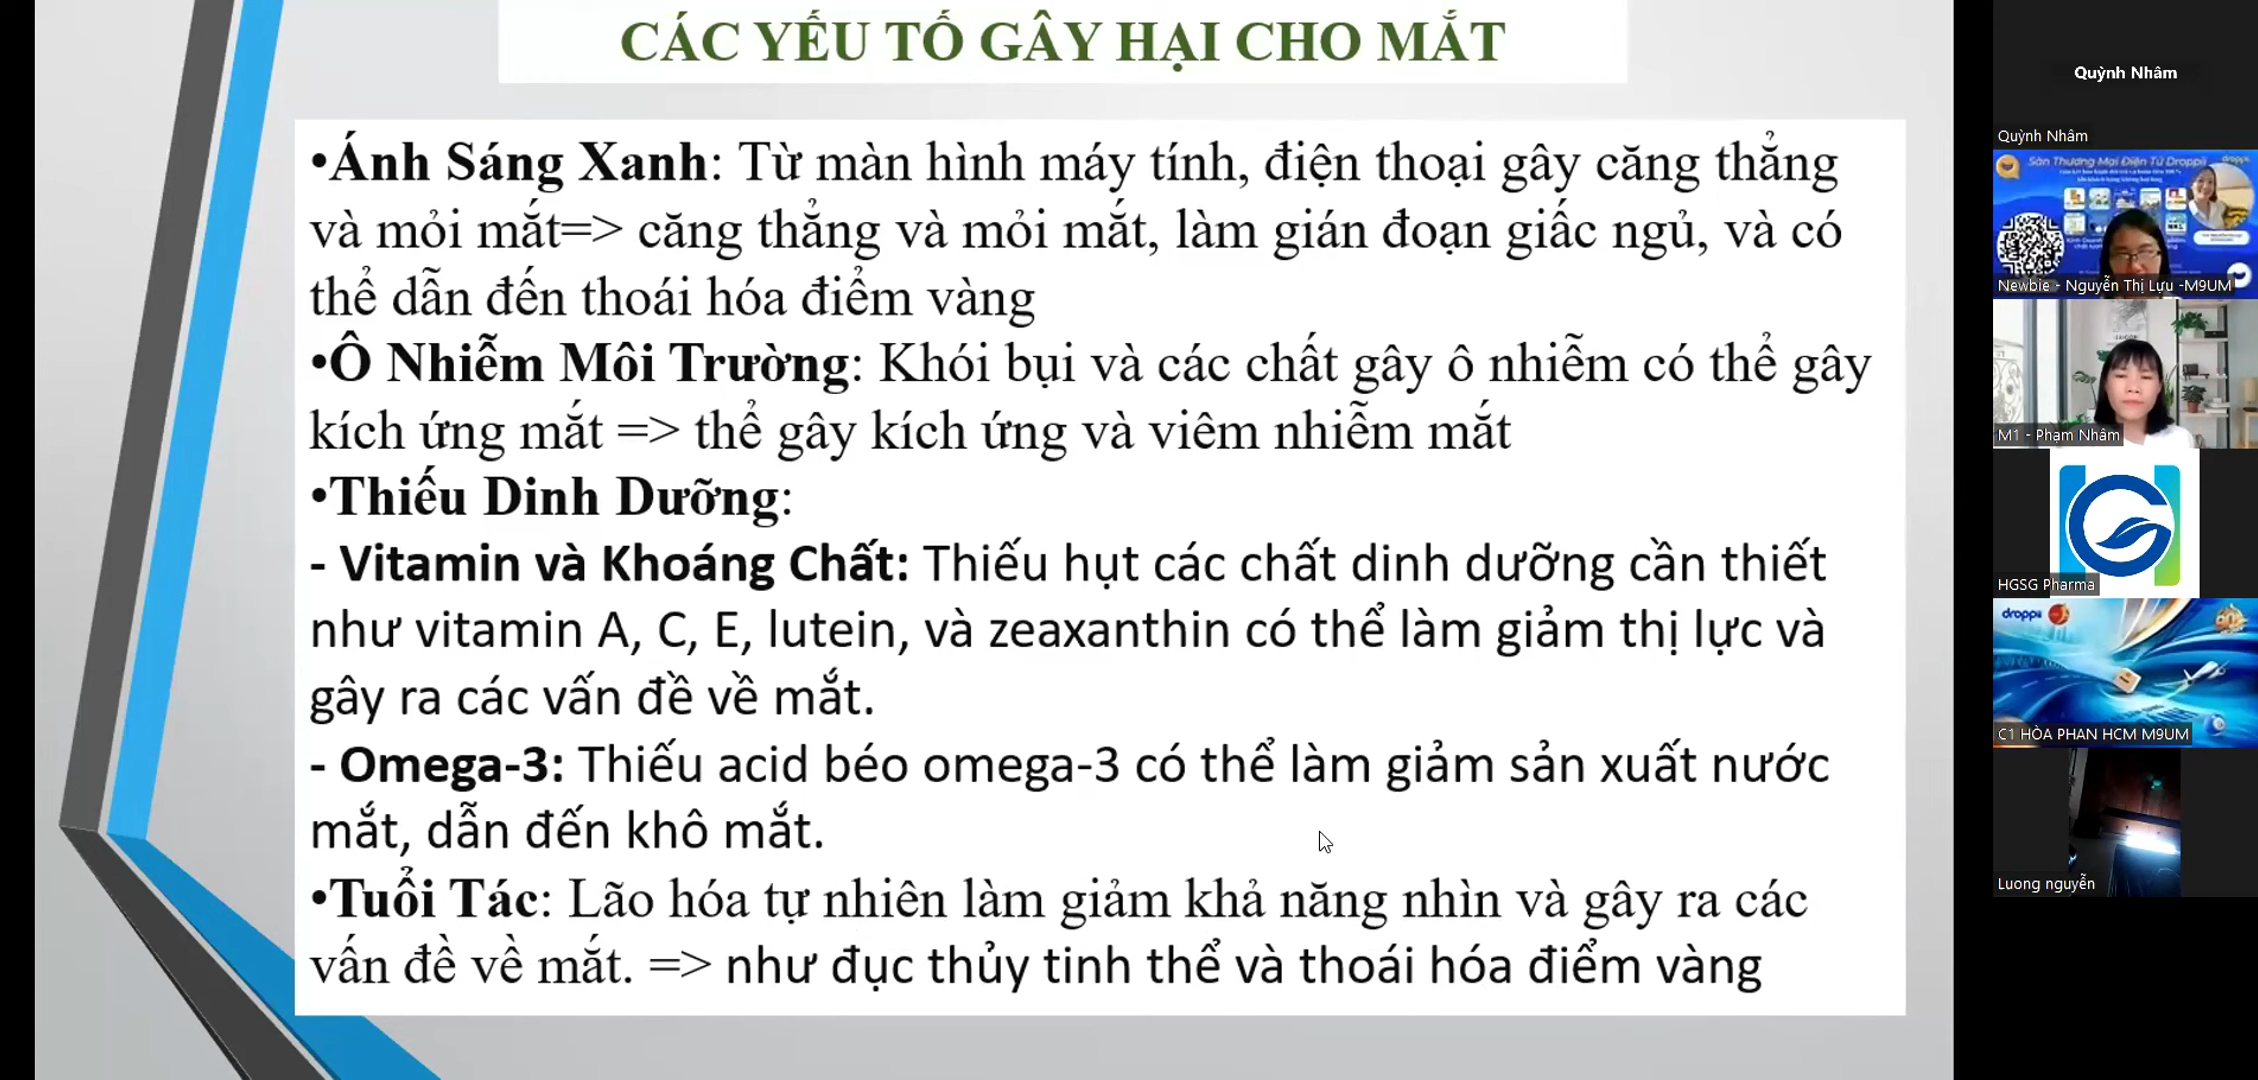 CÁC YẾU TỐ GÂY HẠI CHO MẮT
•Ánh Sáng Xanh: Từ màn hình máy tính, điện thoại gây căng thẳng
và mỏi mắt=> căng thẳng và mỏi mắt, làm gián đoạn giấc ngủ, và có
thể dẫn đến thoái hóa điểm vàng
•Ô Nhiễm Môi Trường: Khói bụi và các chất gây ô nhiễm có thể gây
kích ứng mắt => thể gây kích ứng và viêm nhiễm mắt
•Thiếu Dinh Dưỡng:
- Vitamin và Khoáng Chất: Thiếu hụt các chất dinh dưỡng cần thiết
như vitamin A, C, E, lutein, và zeaxanthin có thể làm giảm thị lực và
gây ra các vấn đề về mắt.
- Omega-3: Thiếu acid béo omega-3 có thể làm giảm sản xuất nước
mắt, dẫn đến khô mắt.
•Tuổi Tác: Lão hóa tự nhiên làm giảm khả năng nhìn và gây ra các
vấn đề về mắt. => như đục thủy tinh thể và thoái hóa điểm vàng
Quỳnh Nhâm
Quỳnh Nhâm
Sàn Thương Mại Điện Tử Droppii
droppii
Newbie - Nguyễn Thị Lựu -M9UM
M1 - Phạm Nhâm
HGSG Pharma
droppii
C1 HÒA PHAN HCM M9UM
Luong nguyễn